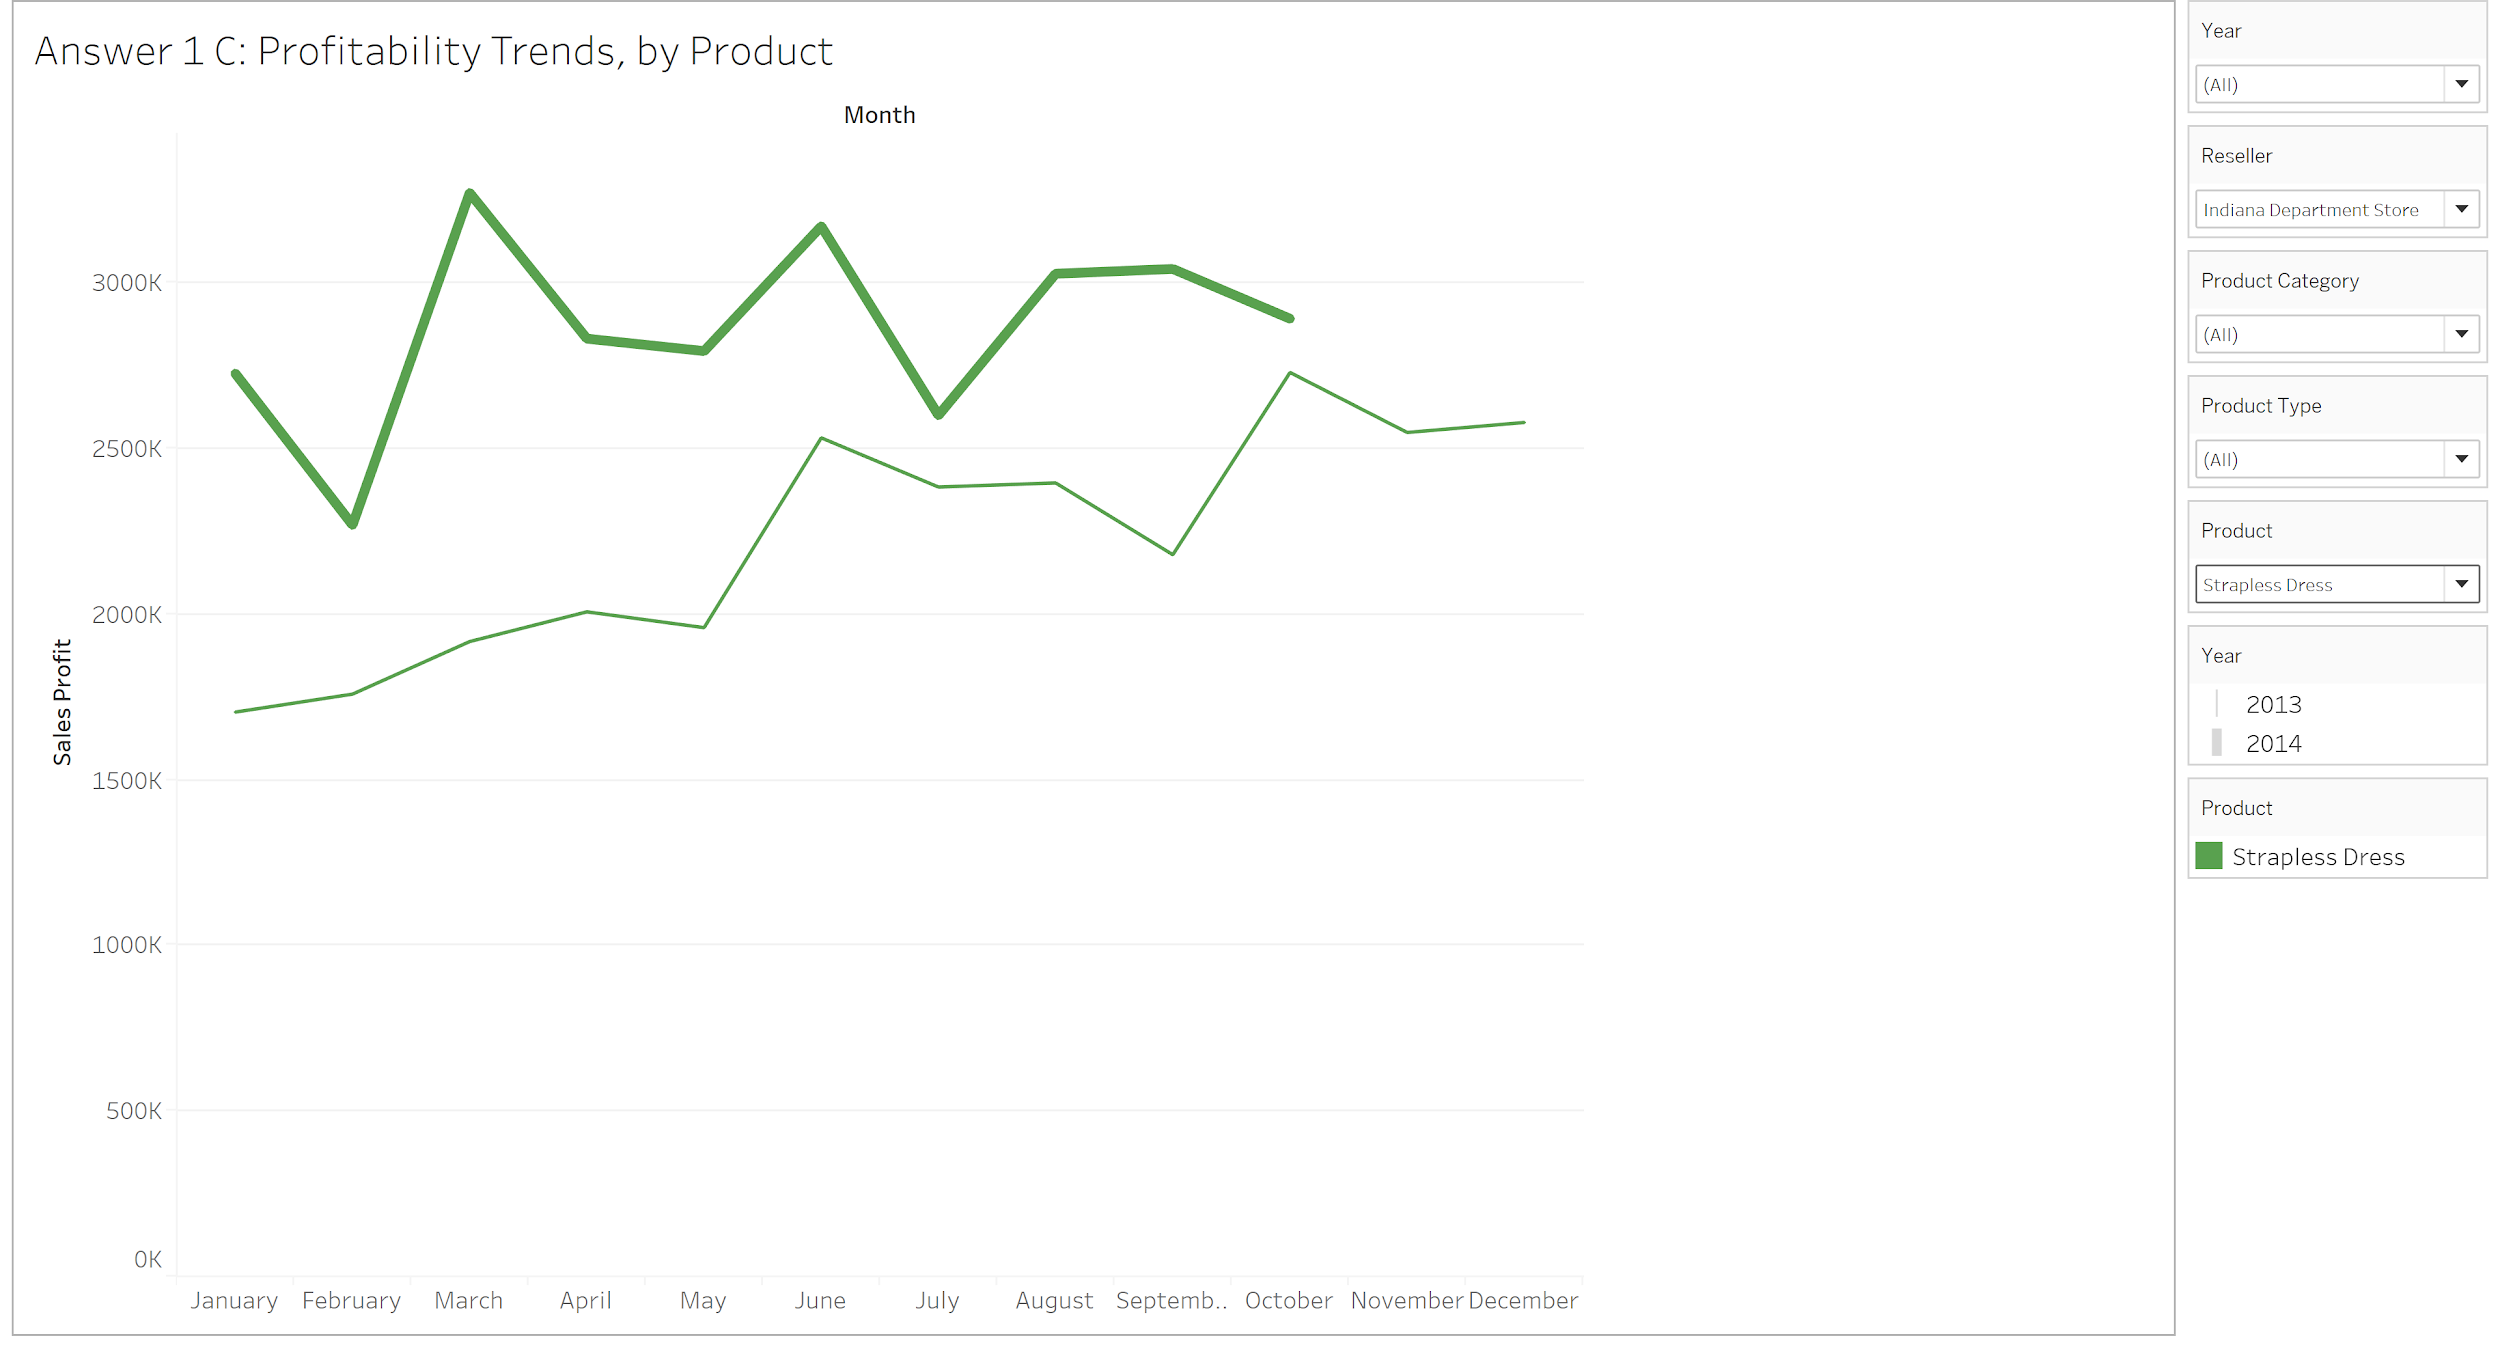 Answer 1 C: Profitability Trends, by Product
Month
3000K
2500K
2000K
1500K
1000K
500K
0K
Sales Profit
January February March April May June July August Septemb.. October November December
Year
(All)
Reseller
Indiana Department Store
Product Category
(All)
Product Type
(All)
Product
Strapless Dress
Year
2013
2014
Product
Strapless Dress